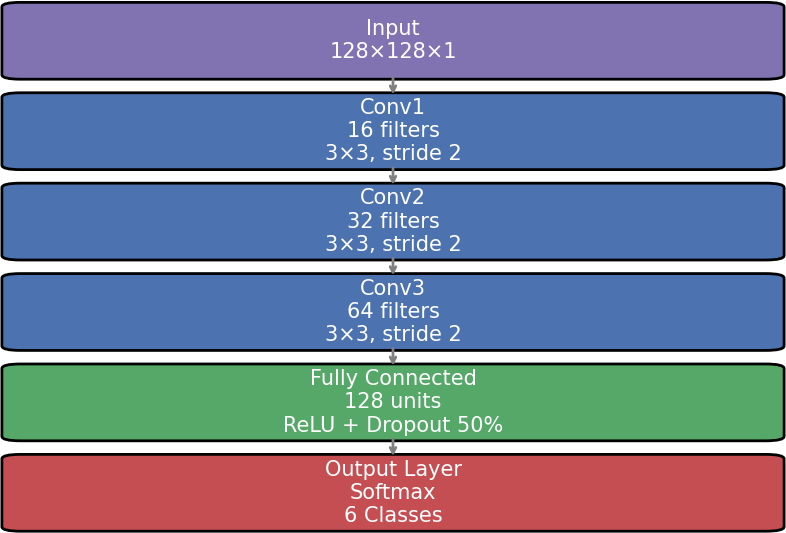 Input
128×128×1
Conv1
16 filters
3×3, stride 2
Conv2
32 filters
3×3, stride 2
Conv3
64 filters
3×3, stride 2
Fully Connected
128 units
ReLU + Dropout 50%
Output Layer
Softmax
6 Classes